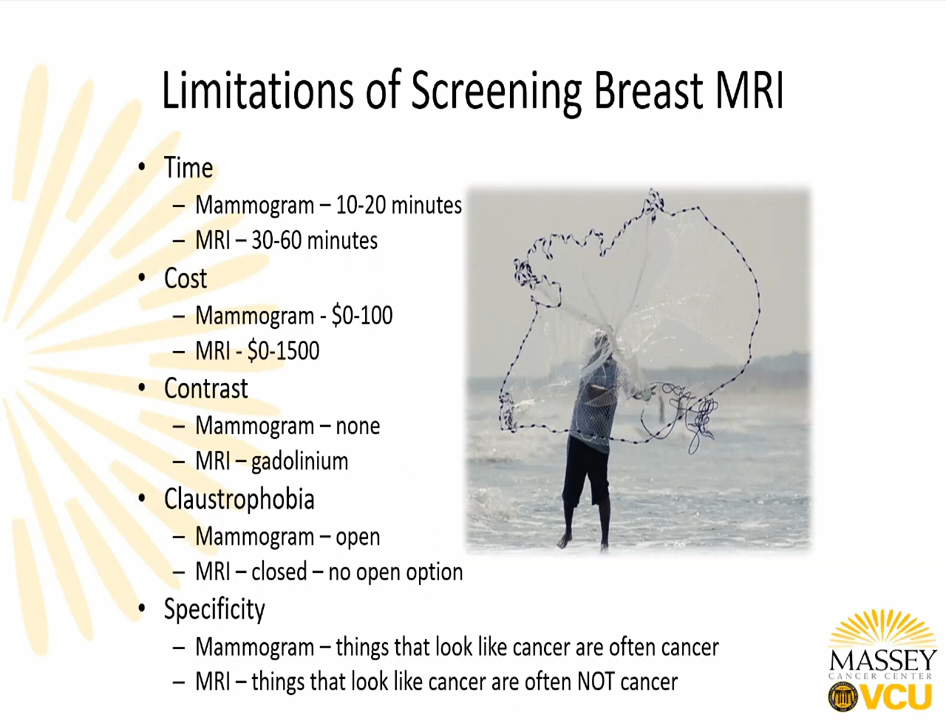 Limitations of Screening Breast MRI
• Time
– Mammogram – 10-20 minutes
– MRI – 30-60 minutes
• Cost
– Mammogram - $0-100
– MRI - $0-1500
• Contrast
– Mammogram – none
– MRI – gadolinium
• Claustrophobia
– Mammogram – open
– MRI – closed – no open option
• Specificity
– Mammogram – things that look like cancer are often cancer
– MRI – things that look like cancer are often NOT cancer
MASSEY
CANCER CENTER
VCU